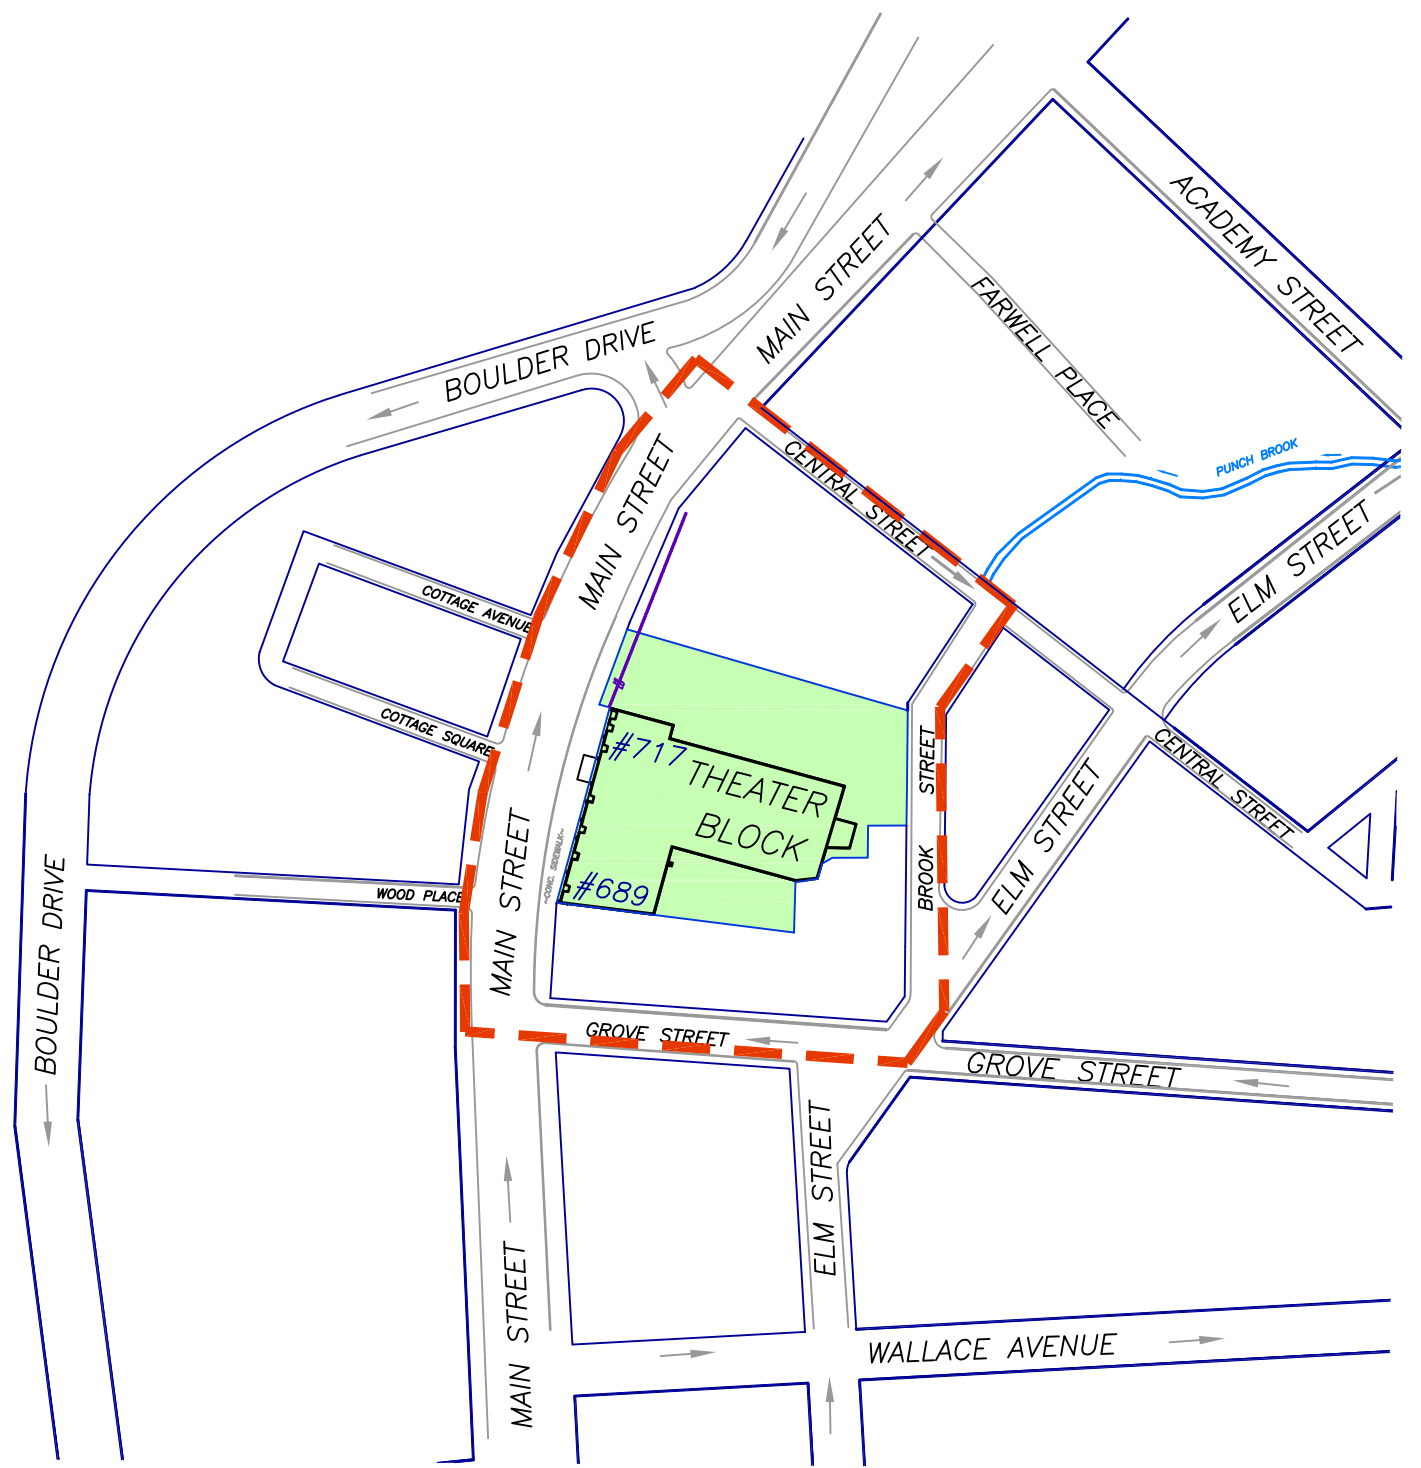 ACADEMY STREET
MAIN STREET
FARWELL PLACE
BOULDER DRIVE
PUNCH BROOK
CENTRAL STREET
MAIN STREET
ELM STREET
COTTAGE AVENUE
COTTAGE SQUARE
#717
THEATER
BLOCK
#689
BROOK STREET
CENTRAL STREET
ELM STREET
~CONC. SIDEWALK~
MAIN STREET
WOOD PLACE
BOULDER DRIVE
GROVE STREET
GROVE STREET
ELM STREET
MAIN STREET
WALLACE AVENUE